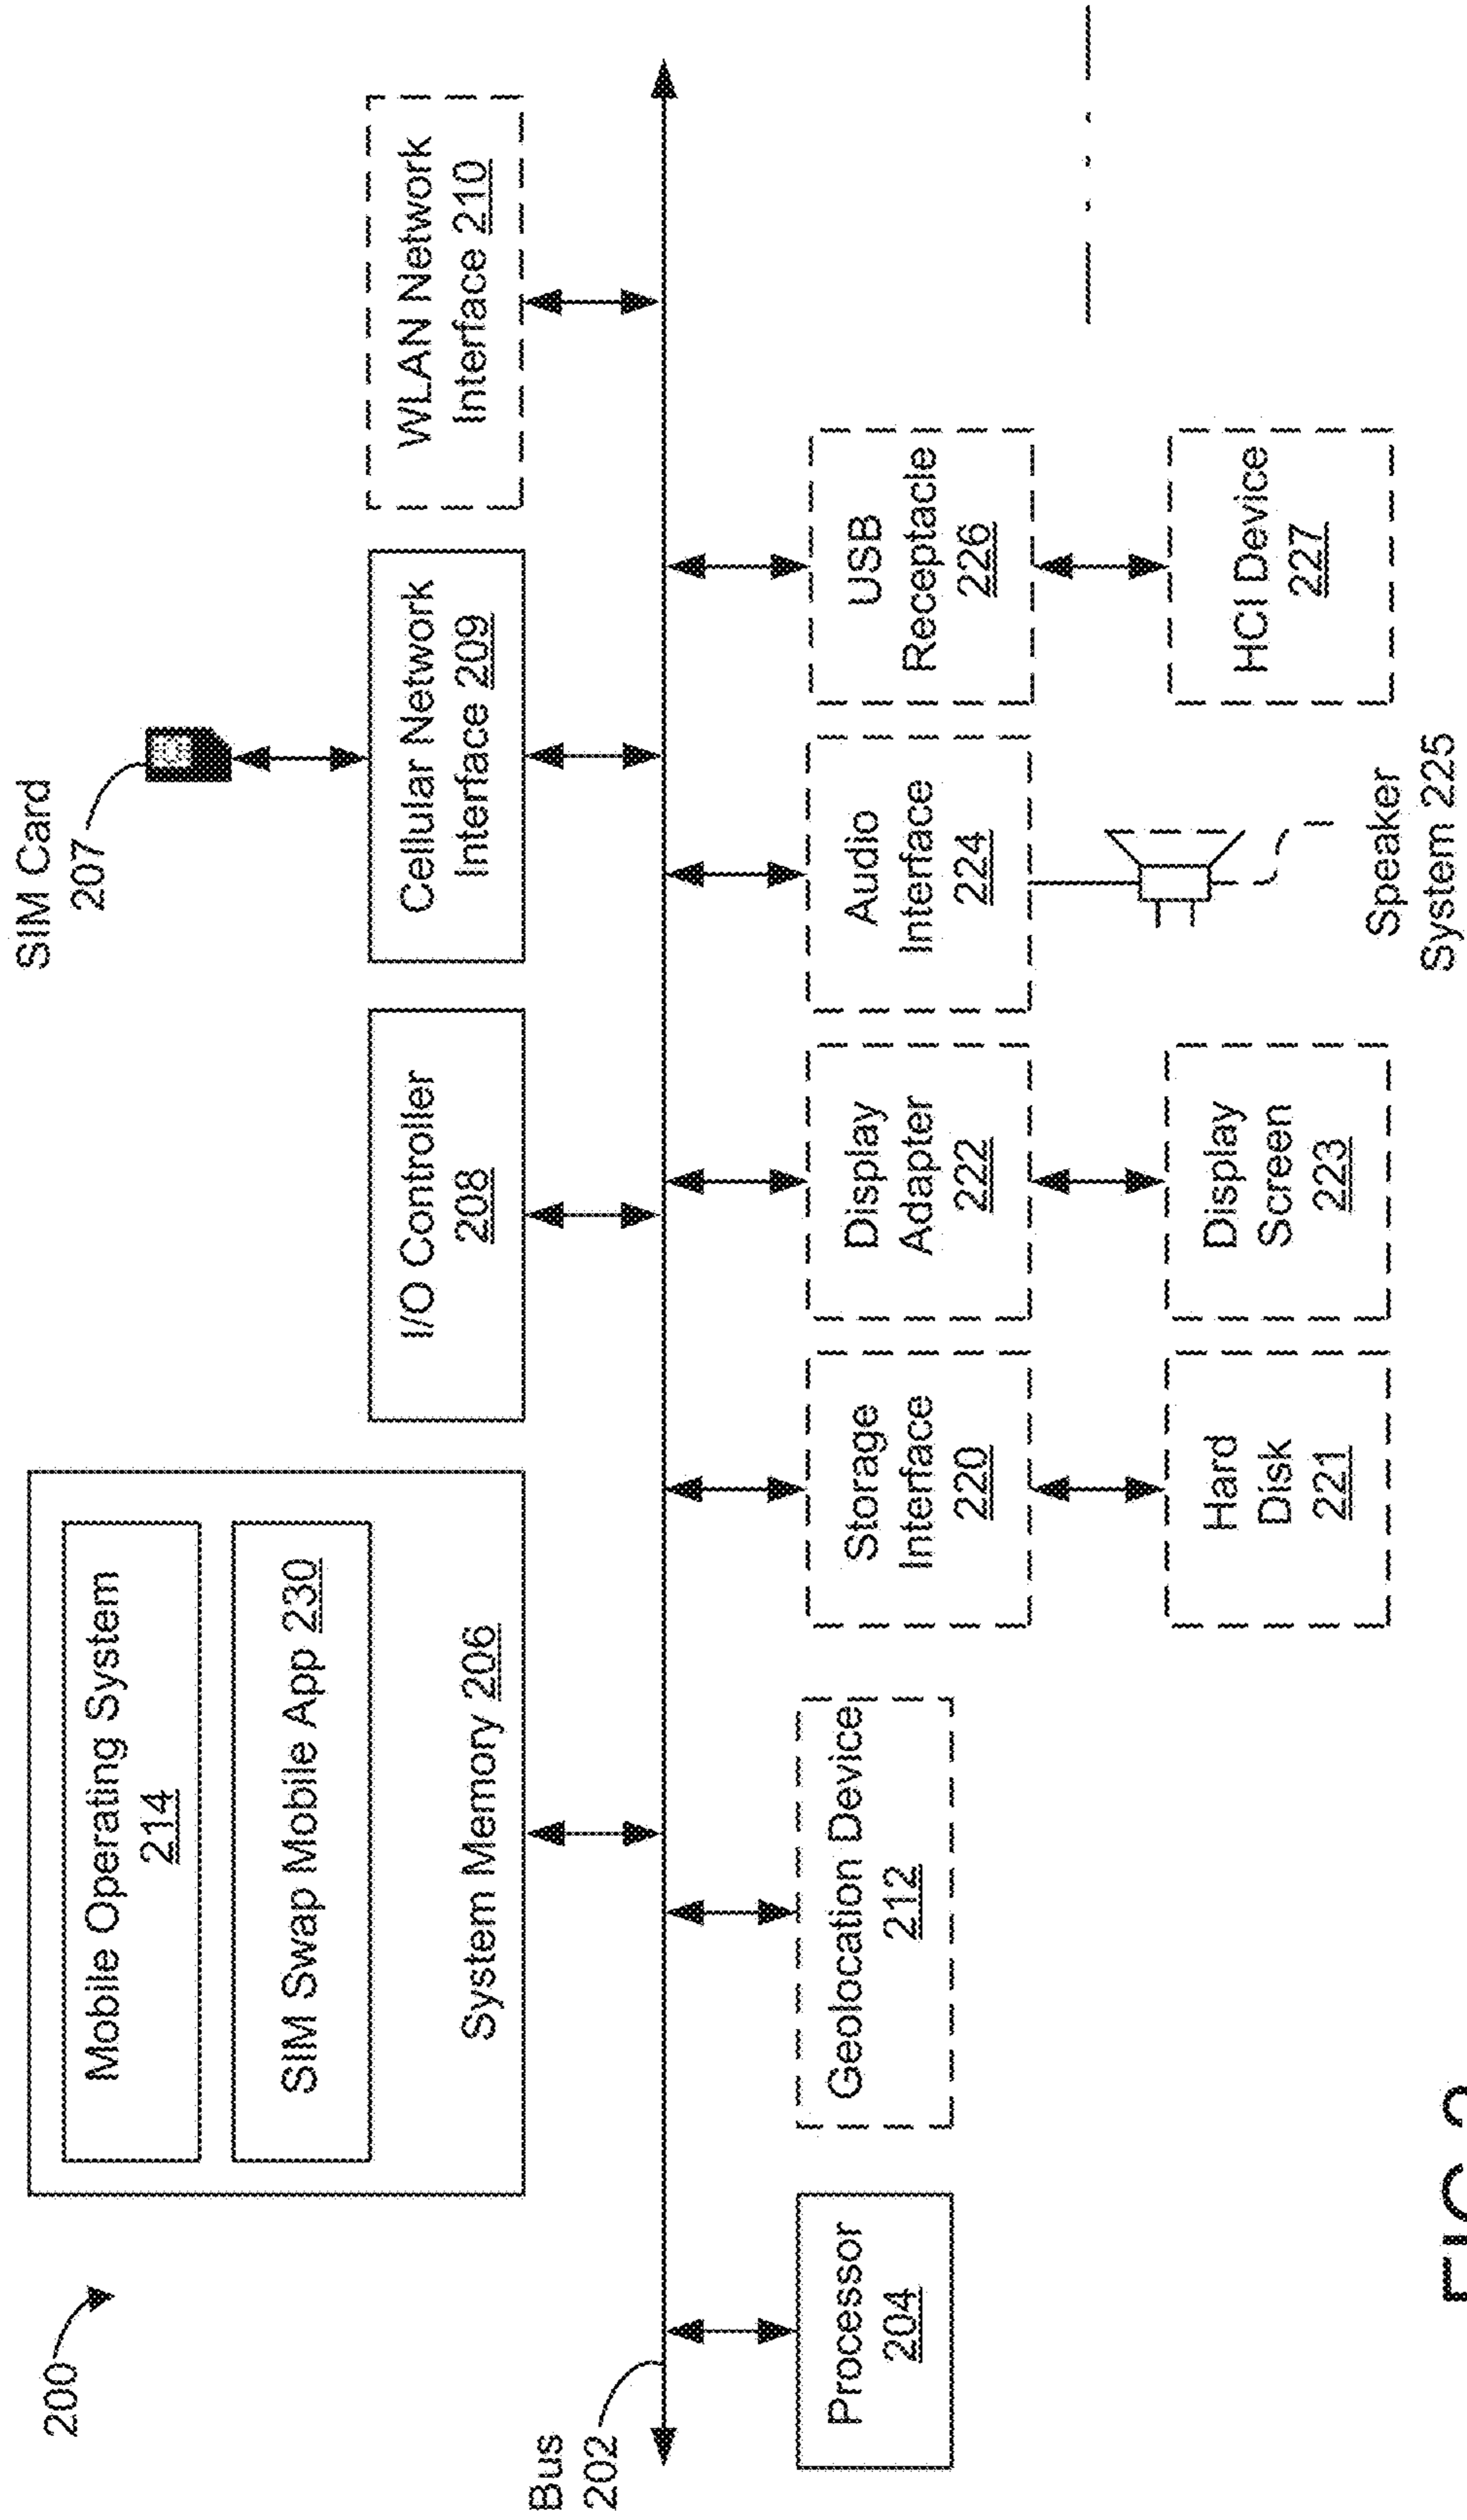 200
Mobile Operating System
214
SIM Swap Mobile App 230
System Memory 206
I/O Controller
208
SIM Card
207
Cellular Network
Interface 209
WLAN Network
Interface 210
Bus
202
Processor
204
Geolocation Device
212
Storage
Interface
220
Display
Adapter
222
Audio
Interface
224
USB
Receptacle
226
Hard
Disk
221
Display
Screen
223
Speaker
System 225
HCI Device
227